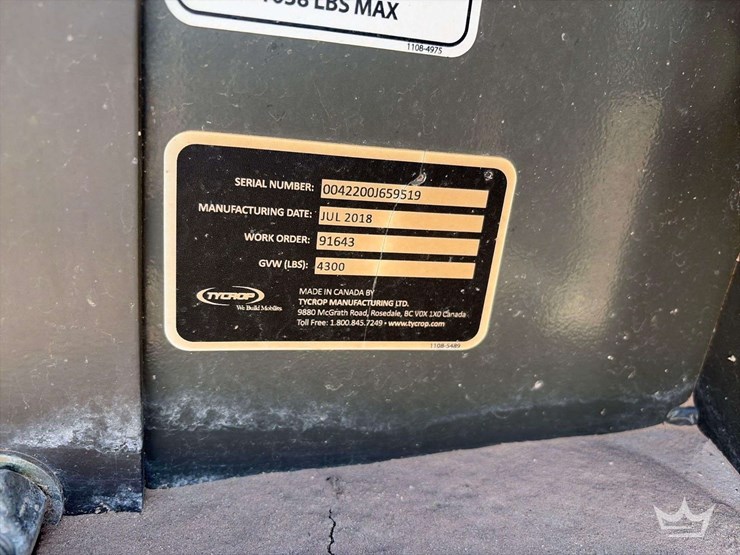 LBS MAX
1108-4975
SERIAL NUMBER: 0042200J659519
MANUFACTURING DATE: JUL 2018
WORK ORDER: 91643
GVW (LBS): 4300
TYCROP
We Build Mobility
MADE IN CANADA BY
TYCROP MANUFACTURING LTD.
9880 McGrath Road, Rosedale, BC V0X 1X0 Canada
Toll Free: 1.800.845.7249 • www.tycrop.com
1108-5489